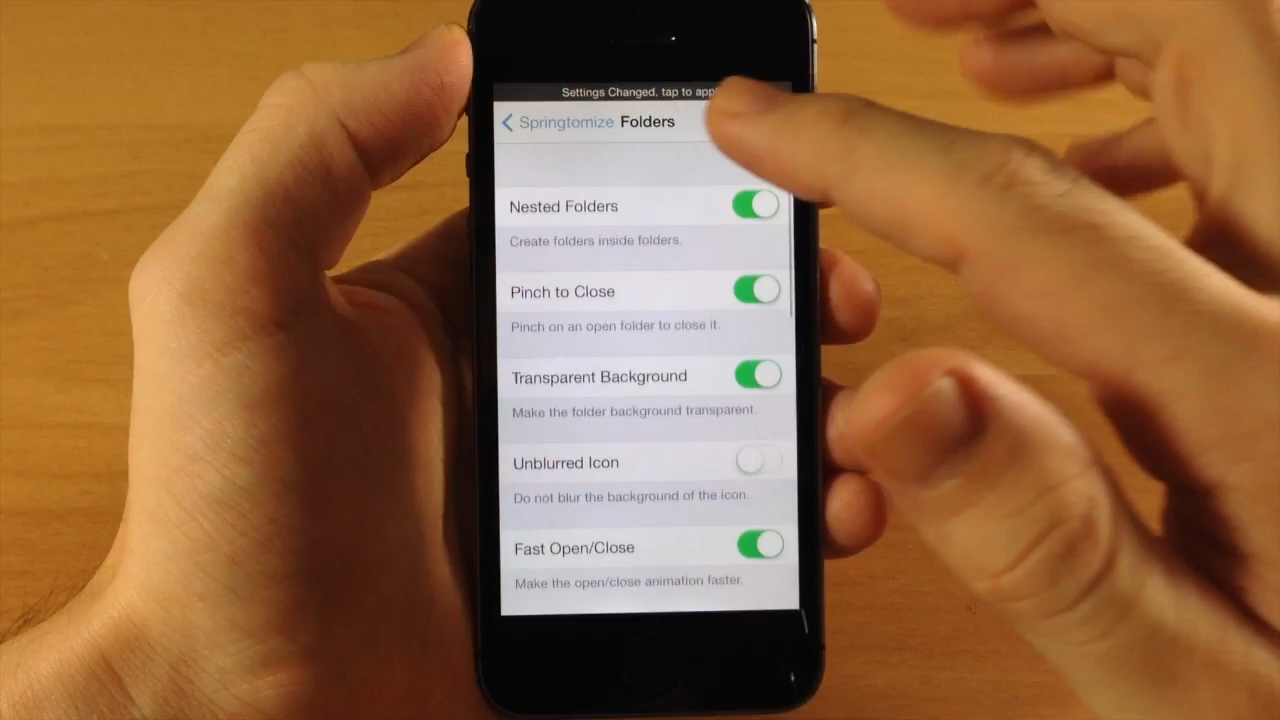 Settings Changed, tap to app
Springtomize Folders
Nested Folders
Create folders inside folders.
Pinch to Close
Pinch on an open folder to close it.
Transparent Background
Make the folder background transparent.
Unblurred Icon
Do not blur the background of the icon.
Fast Open/Close
Make the open/close animation faster.